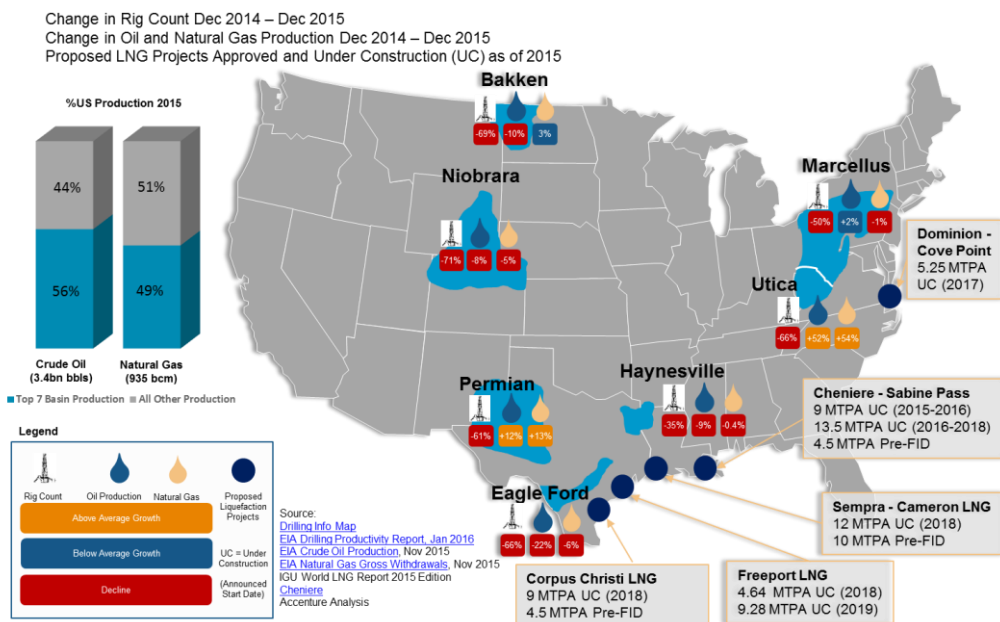 Change in Rig Count Dec 2014 – Dec 2015
Change in Oil and Natural Gas Production Dec 2014 – Dec 2015
Proposed LNG Projects Approved and Under Construction (UC) as of 2015
%US Production 2015
44%
51%
56%
49%
Crude Oil
(3.4bn bbls)
Natural Gas
(935 bcm)
Top 7 Basin Production
All Other Production
Bakken
-69%
-10%
3%
Niobrara
-71%
-8%
-5%
Marcellus
-50%
+2%
-1%
Dominion -
Cove Point
5.25 MTPA
UC (2017)
Utica
-66%
+52%
+54%
Permian
-61%
+12%
+13%
Haynesville
-35%
-9%
-0.4%
Cheniere - Sabine Pass
9 MTPA UC (2015-2016)
13.5 MTPA UC (2016-2018)
4.5 MTPA Pre-FID
Eagle Ford
-66%
-22%
-6%
Sempra - Cameron LNG
12 MTPA UC (2018)
10 MTPA Pre-FID
Corpus Christi LNG
9 MTPA UC (2018)
4.5 MTPA Pre-FID
Freeport LNG
4.64 MTPA UC (2018)
9.28 MTPA UC (2019)
Legend
Rig Count
Oil Production
Natural Gas
Proposed
Liquefaction
Projects
Above Average Growth
Below Average Growth
UC = Under
Construction
Decline
(Announced
Start Date)
Source:
Drilling Info Map
EIA Drilling Productivity Report, Jan 2016
EIA Crude Oil Production, Nov 2015
EIA Natural Gas Gross Withdrawals, Nov 2015
IGU World LNG Report 2015 Edition
Cheniere
Accenture Analysis